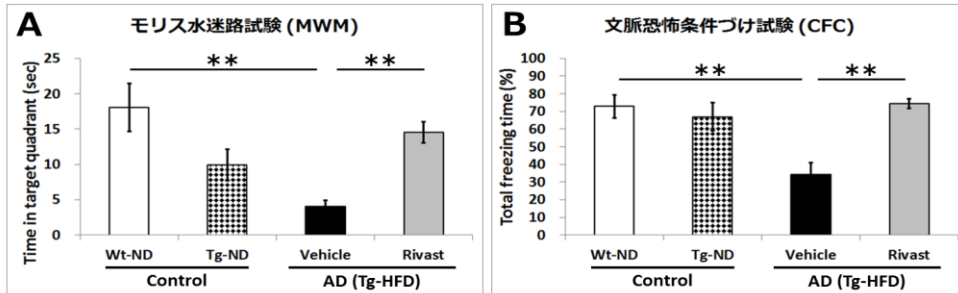 A
モリス水迷路試験 (MWM)
Time in target quadrant (sec)
25
20
15
10
5
0
**
**
Wt-ND
Tg-ND
Vehicle
Rivast
Control
AD (Tg-HFD)
B
文脈恐怖条件づけ試験 (CFC)
Total freezing time (%)
100
90
80
70
60
50
40
30
20
10
0
**
**
Wt-ND
Tg-ND
Vehicle
Rivast
Control
AD (Tg-HFD)